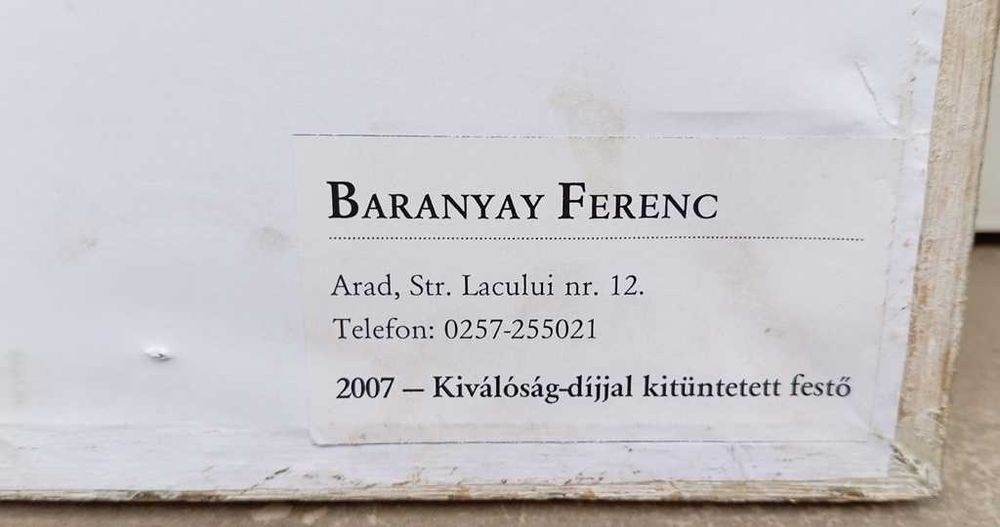 BARANYAY FERENC
Arad, Str. Lacului nr. 12.
Telefon: 0257-255021
2007 — Kiválóság-díjjal kitüntetett festő